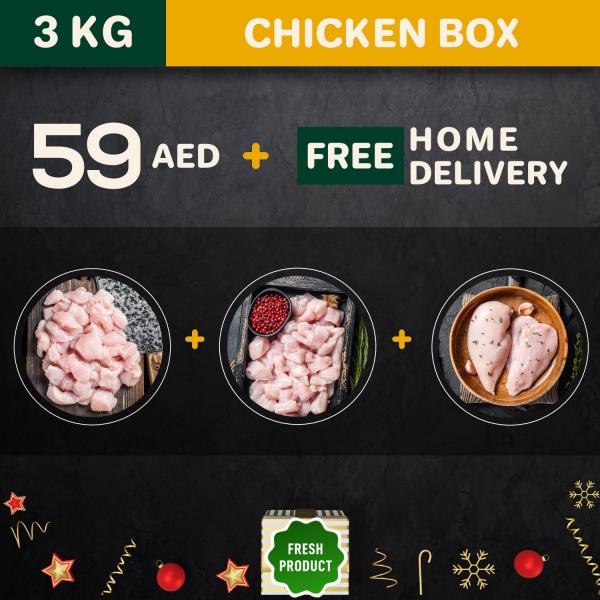 3 KG
CHICKEN BOX
59 AED + FREE HOME
DELIVERY
+ +
FRESH
PRODUCT